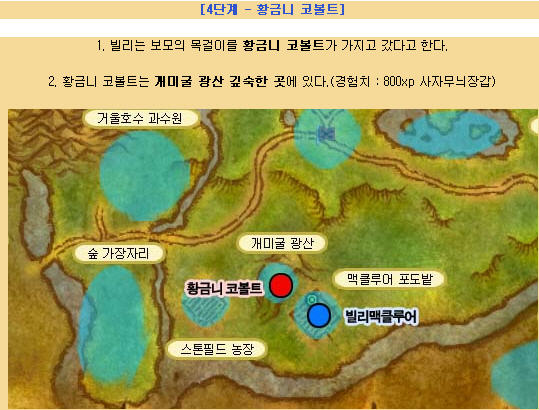 [4단계 - 황금니 코볼트]
1. 빌리는 보모의 목걸이를 황금니 코볼트가 가지고 갔다고 한다.
2. 황금니 코볼트는 개미굴 광산 깊숙한 곳에 있다.(경험치 : 800xp 사자무늬장갑)
거울호수 과수원
개미굴 광산
숲 가장자리
맥클루어 포도밭
황금니 코볼트
빌리맥클루어
스톤필드 농장